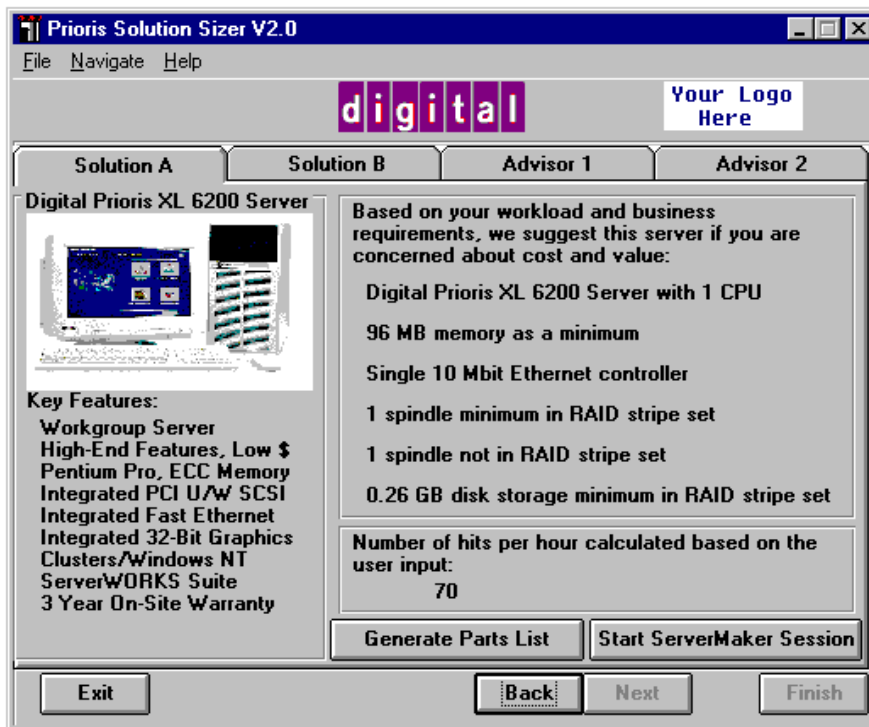 Prioris Solution Sizer V2.0
File Navigate Help
digital
Your Logo
Here
Solution A
Solution B
Advisor 1
Advisor 2
Digital Prioris XL 6200 Server
Key Features:
Workgroup Server
High-End Features, Low $
Pentium Pro, ECC Memory
Integrated PCI U/W SCSI
Integrated Fast Ethernet
Integrated 32-Bit Graphics
Clusters/Windows NT
ServerWORKS Suite
3 Year On-Site Warranty
Based on your workload and business
requirements, we suggest this server if you are
concerned about cost and value:
Digital Prioris XL 6200 Server with 1 CPU
96 MB memory as a minimum
Single 10 Mbit Ethernet controller
1 spindle minimum in RAID stripe set
1 spindle not in RAID stripe set
0.26 GB disk storage minimum in RAID stripe set
Number of hits per hour calculated based on the
user input:
70
Generate Parts List
Start ServerMaker Session
Exit
Back
Next
Finish